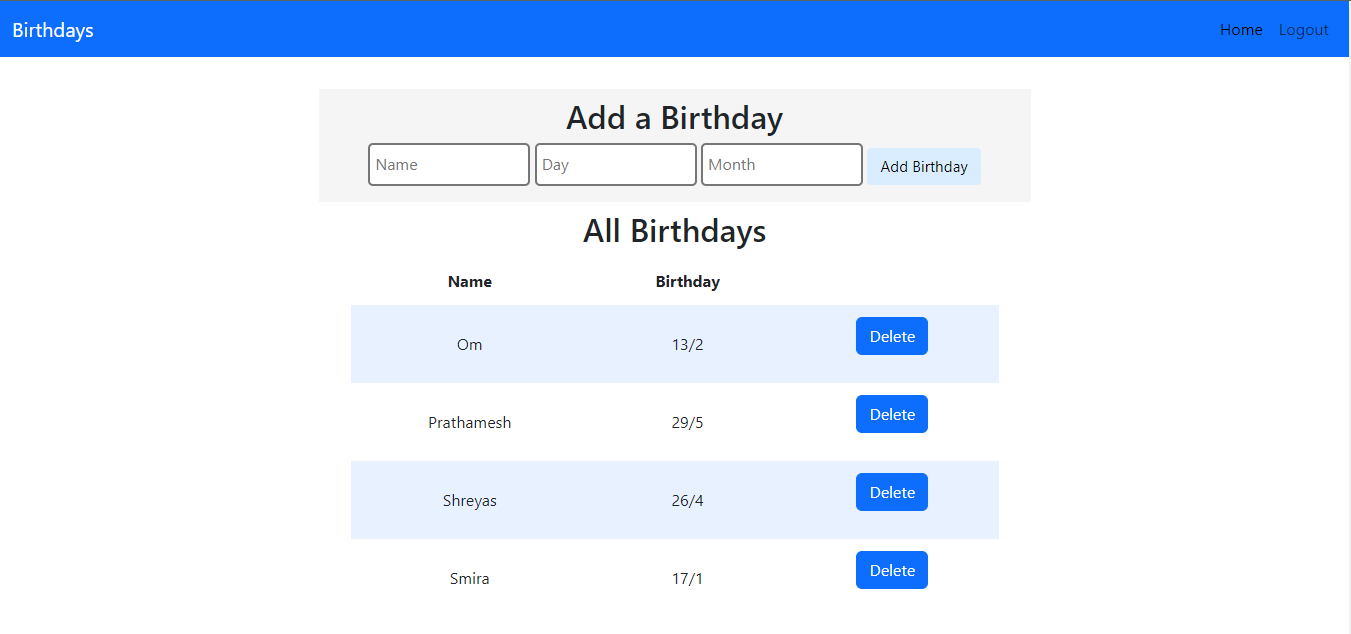 Birthdays Home Logout
Add a Birthday
Name Day Month Add Birthday
All Birthdays
Name Birthday
Om 13/2 Delete
Prathamesh 29/5 Delete
Shreyas 26/4 Delete
Smira 17/1 Delete